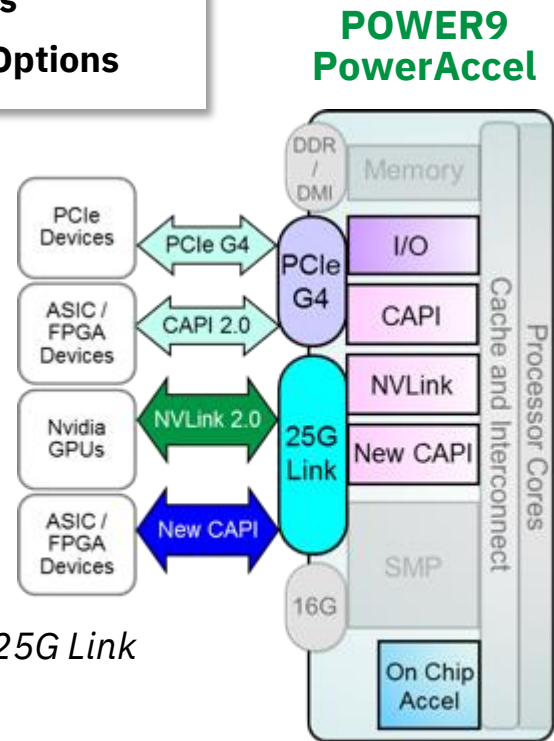 s
Options
POWER9
PowerAccel
DDR
/
DMI
Memory
PCIe
Devices
PCIe G4
PCIe
G4
I/O
ASIC /
FPGA
Devices
CAPI 2.0
CAPI
Nvidia
GPUs
NVLink 2.0
25G
Link
NVLink
New CAPI
ASIC /
FPGA
Devices
New CAPI
SMP
16G
On Chip
Accel
Cache and Interconnect
Processor Cores
25G Link